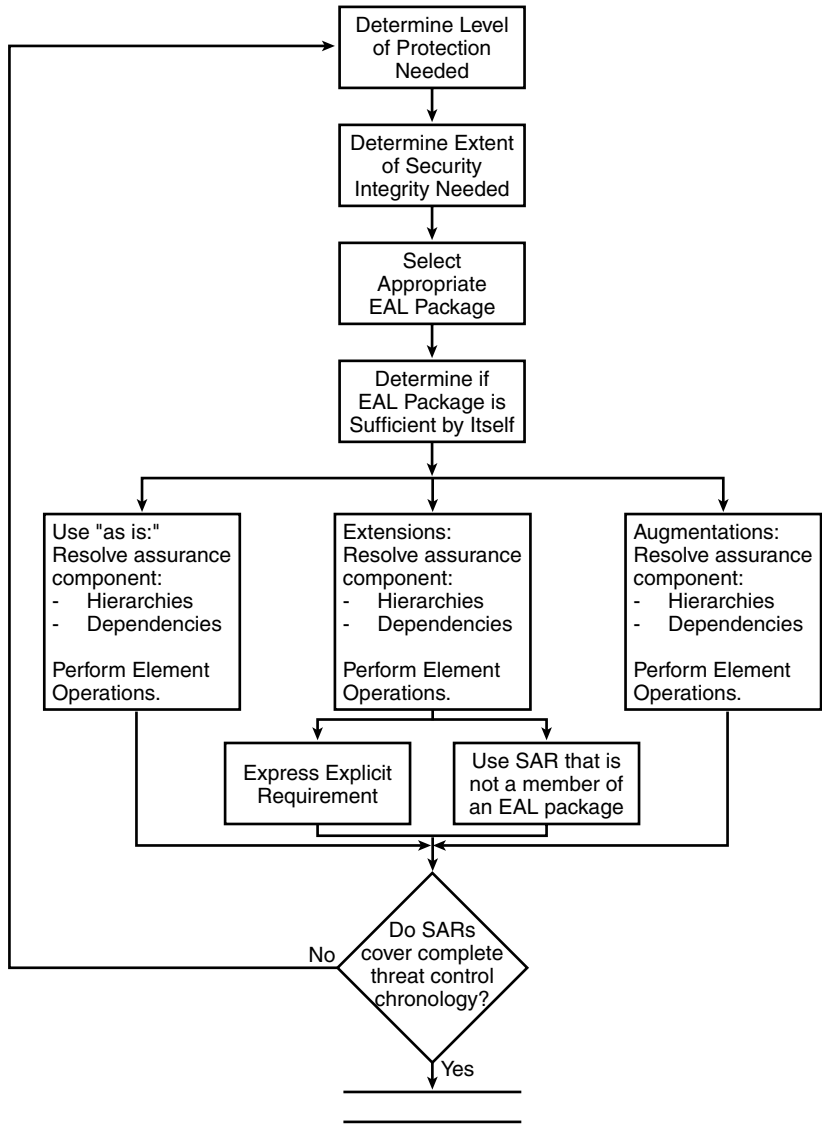 Determine Level
of Protection
Needed
Determine Extent
of Security
Integrity Needed
Select
Appropriate
EAL Package
Determine if
EAL Package is
Sufficient by Itself
Use "as is:"
Resolve assurance
component:
- Hierarchies
- Dependencies
Perform Element
Operations.
Extensions:
Resolve assurance
component:
- Hierarchies
- Dependencies
Perform Element
Operations.
Augmentations:
Resolve assurance
component:
- Hierarchies
- Dependencies
Perform Element
Operations.
Express Explicit
Requirement
Use SAR that is
not a member of
an EAL package
Do SARs
cover complete
threat control
chronology?
No
Yes